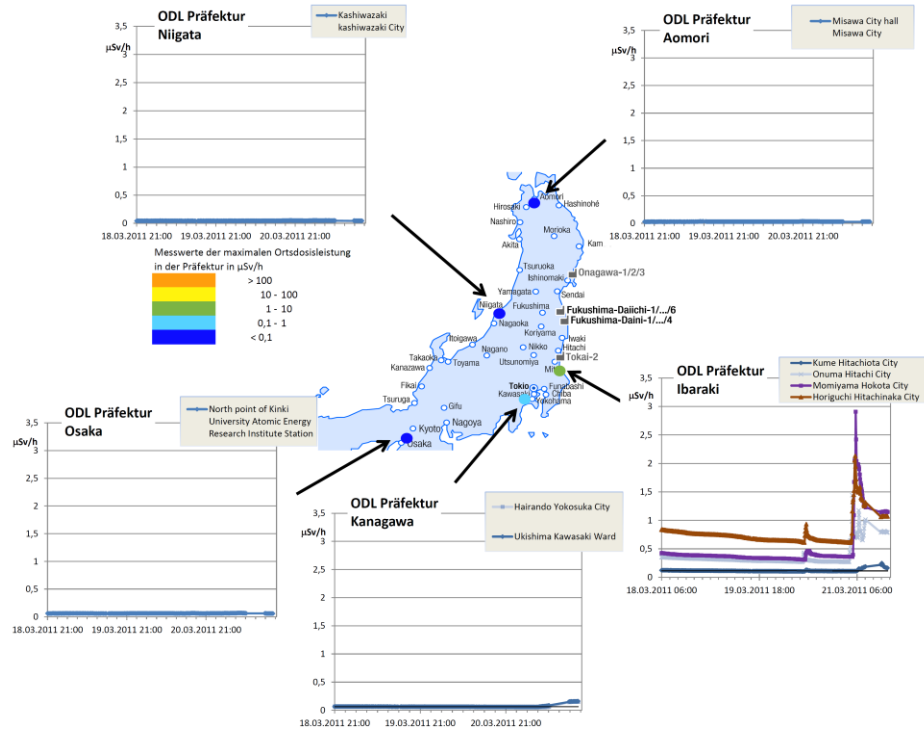 ODL Präfektur
Niigata
Kashiwazaki
kashiwazaki City
µSv/h
3,5
3
2,5
2
1,5
1
0,5
0
18.03.2011 21:00 19.03.2011 21:00 20.03.2011 21:00
ODL Präfektur
Aomori
Misawa City hall
Misawa City
µSv/h
3,5
3
2,5
2
1,5
1
0,5
0
18.03.2011 21:00 19.03.2011 21:00 20.03.2011 21:00
Messwerte der maximalen Ortsdosisleistung
in der Präfektur in µSv/h
> 100
10 - 100
1 - 10
0,1 - 1
< 0,1
Aomori
Hirosaki
Hashinohé
Nashiro
Morioka
Akita
Kam
Tsuruoka
Onagawa-1/2/3
Ishinomaki
Yamagata
Sendai
Niigata
Fukushima
Fukushima-Daiichi-1/.../6
Fukushima-Daini-1/.../4
Nagaoka
Koriyama
Iwaki
Itoigawa
Nikko
Hitachi
Nagano
Takaoka
Toyama
Utsunomiya
Tokai-2
Kanazawa
Mito
Tokio
Funabashi
Fikai
Kawasaki
Chiba
Yokohama
Tsuruga
Gifu
Nagoya
Kyoto
Osaka
ODL Präfektur
Ibaraki
Kume Hitachiota City
Onuma Hitachi City
Momiyama Hokota City
Horiguchi Hitachinaka City
µSv/h
3,5
3
2,5
2
1,5
1
0,5
0
18.03.2011 06:00 19.03.2011 18:00 21.03.2011 06:00
ODL Präfektur
Osaka
North point of Kinki
University Atomic Energy
Research Institute Station
µSv/h
3,5
3
2,5
2
1,5
1
0,5
0
18.03.2011 21:00 19.03.2011 21:00 20.03.2011 21:00
ODL Präfektur
Kanagawa
Hairando Yokosuka City
Ukishima Kawasaki Ward
µSv/h
3,5
3
2,5
2
1,5
1
0,5
0
18.03.2011 21:00 19.03.2011 21:00 20.03.2011 21:00